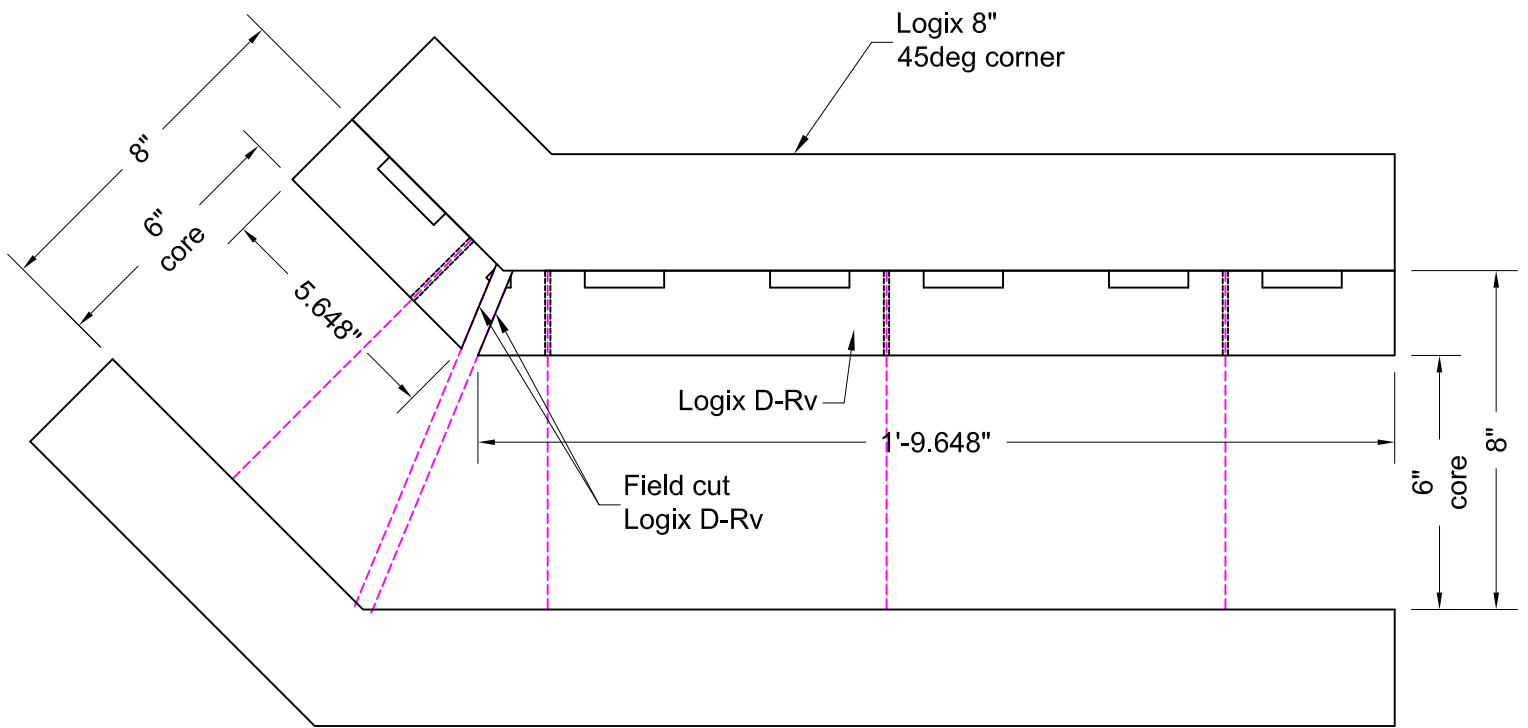 Logix 8"
45deg corner
8"
6"
core
5.648"
Logix D-Rv
1'-9.648"
6"
core
8"
Field cut
Logix D-Rv